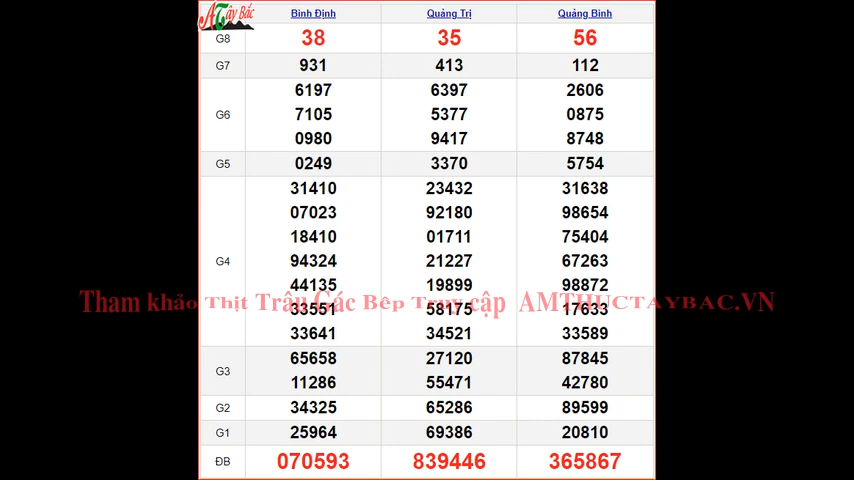 ATây Bắc
Bình Định Quảng Trị Quảng Bình
G8 38 35 56
G7 931 413 112
G6
6197 6397 2606
7105 5377 0875
0980 9417 8748
G5 0249 3370 5754
G4
31410 23432 31638
07023 92180 98654
18410 01711 75404
94324 21227 67263
44135 19899 98872
33551 58175 17633
33641 34521 33589
Tham khảo Thịt Trâu Gác Bếp Truy cập AMTHUCTAYBAC.VN
G3
65658 27120 87845
11286 55471 42780
G2 34325 65286 89599
G1 25964 69386 20810
ĐB 070593 839446 365867